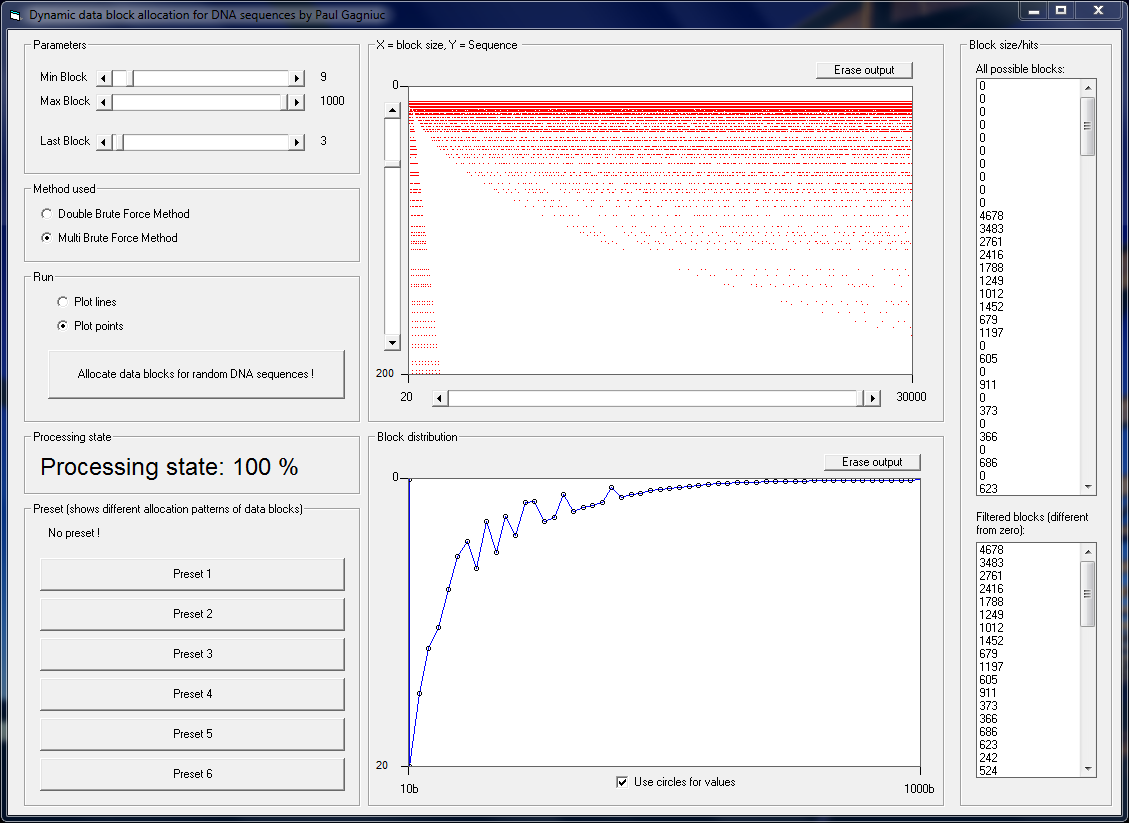 Dynamic data block allocation for DNA sequences by Paul Gagniuc
Parameters
Min Block 9
Max Block 1000
Last Block 3
Method used
Double Brute Force Method
Multi Brute Force Method
Run
Plot lines
Plot points
Allocate data blocks for random DNA sequences !
Processing state
Processing state: 100 %
Preset (shows different allocation patterns of data blocks)
No preset !
Preset 1
Preset 2
Preset 3
Preset 4
Preset 5
Preset 6
X = block size, Y = Sequence
Erase output
0
200
20
30000
Block distribution
Erase output
0
20
Use circles for values
10b
1000b
Block size/hits
All possible blocks:
0
0
0
0
0
0
0
0
0
0
4678
3483
2761
2416
1788
1249
1012
1452
679
1197
0
605
0
911
0
373
0
366
0
686
0
623
Filtered blocks (different
from zero):
4678
3483
2761
2416
1788
1249
1012
1452
679
1197
605
911
373
366
686
623
242
524